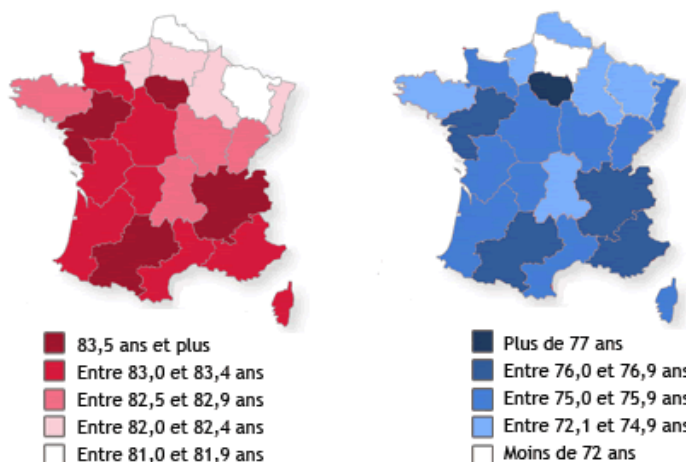 83,5 ans et plus
Entre 83,0 et 83,4 ans
Entre 82,5 et 82,9 ans
Entre 82,0 et 82,4 ans
Entre 81,0 et 81,9 ans
Plus de 77 ans
Entre 76,0 et 76,9 ans
Entre 75,0 et 75,9 ans
Entre 72,1 et 74,9 ans
Moins de 72 ans